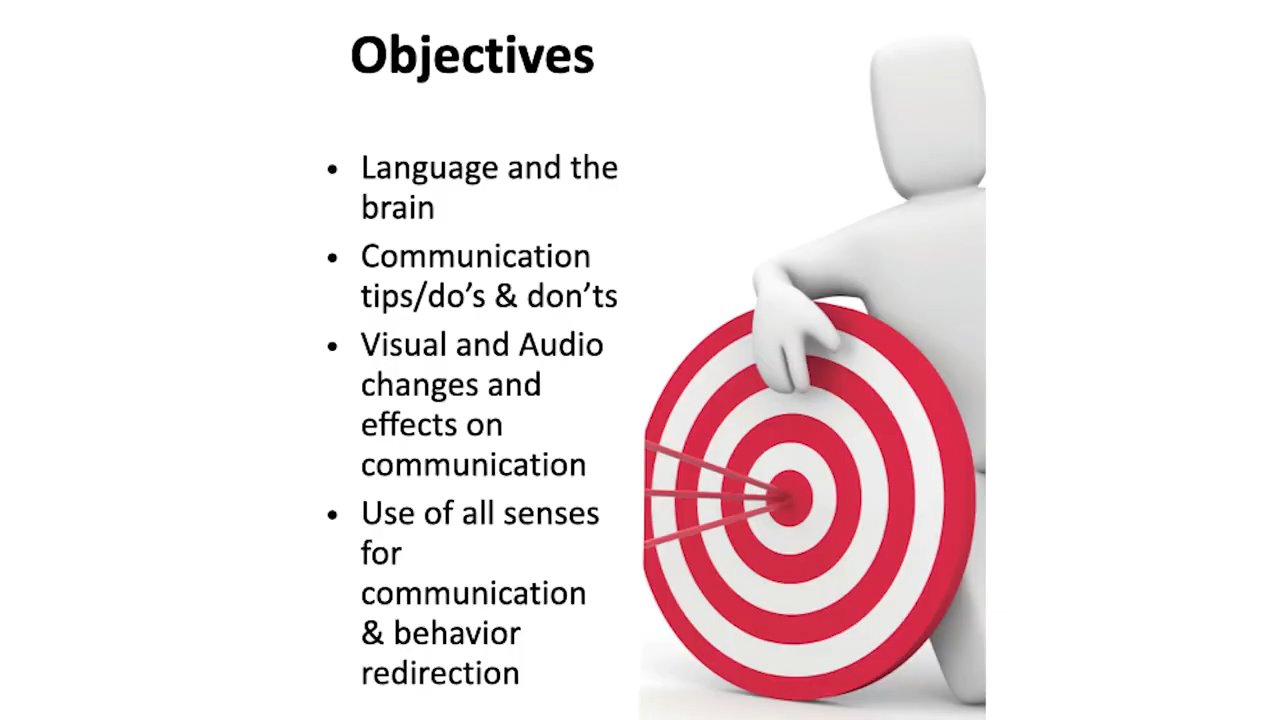 Objectives
• Language and the
brain
• Communication
tips/do’s & don’ts
• Visual and Audio
changes and
effects on
communication
• Use of all senses
for
communication
& behavior
redirection